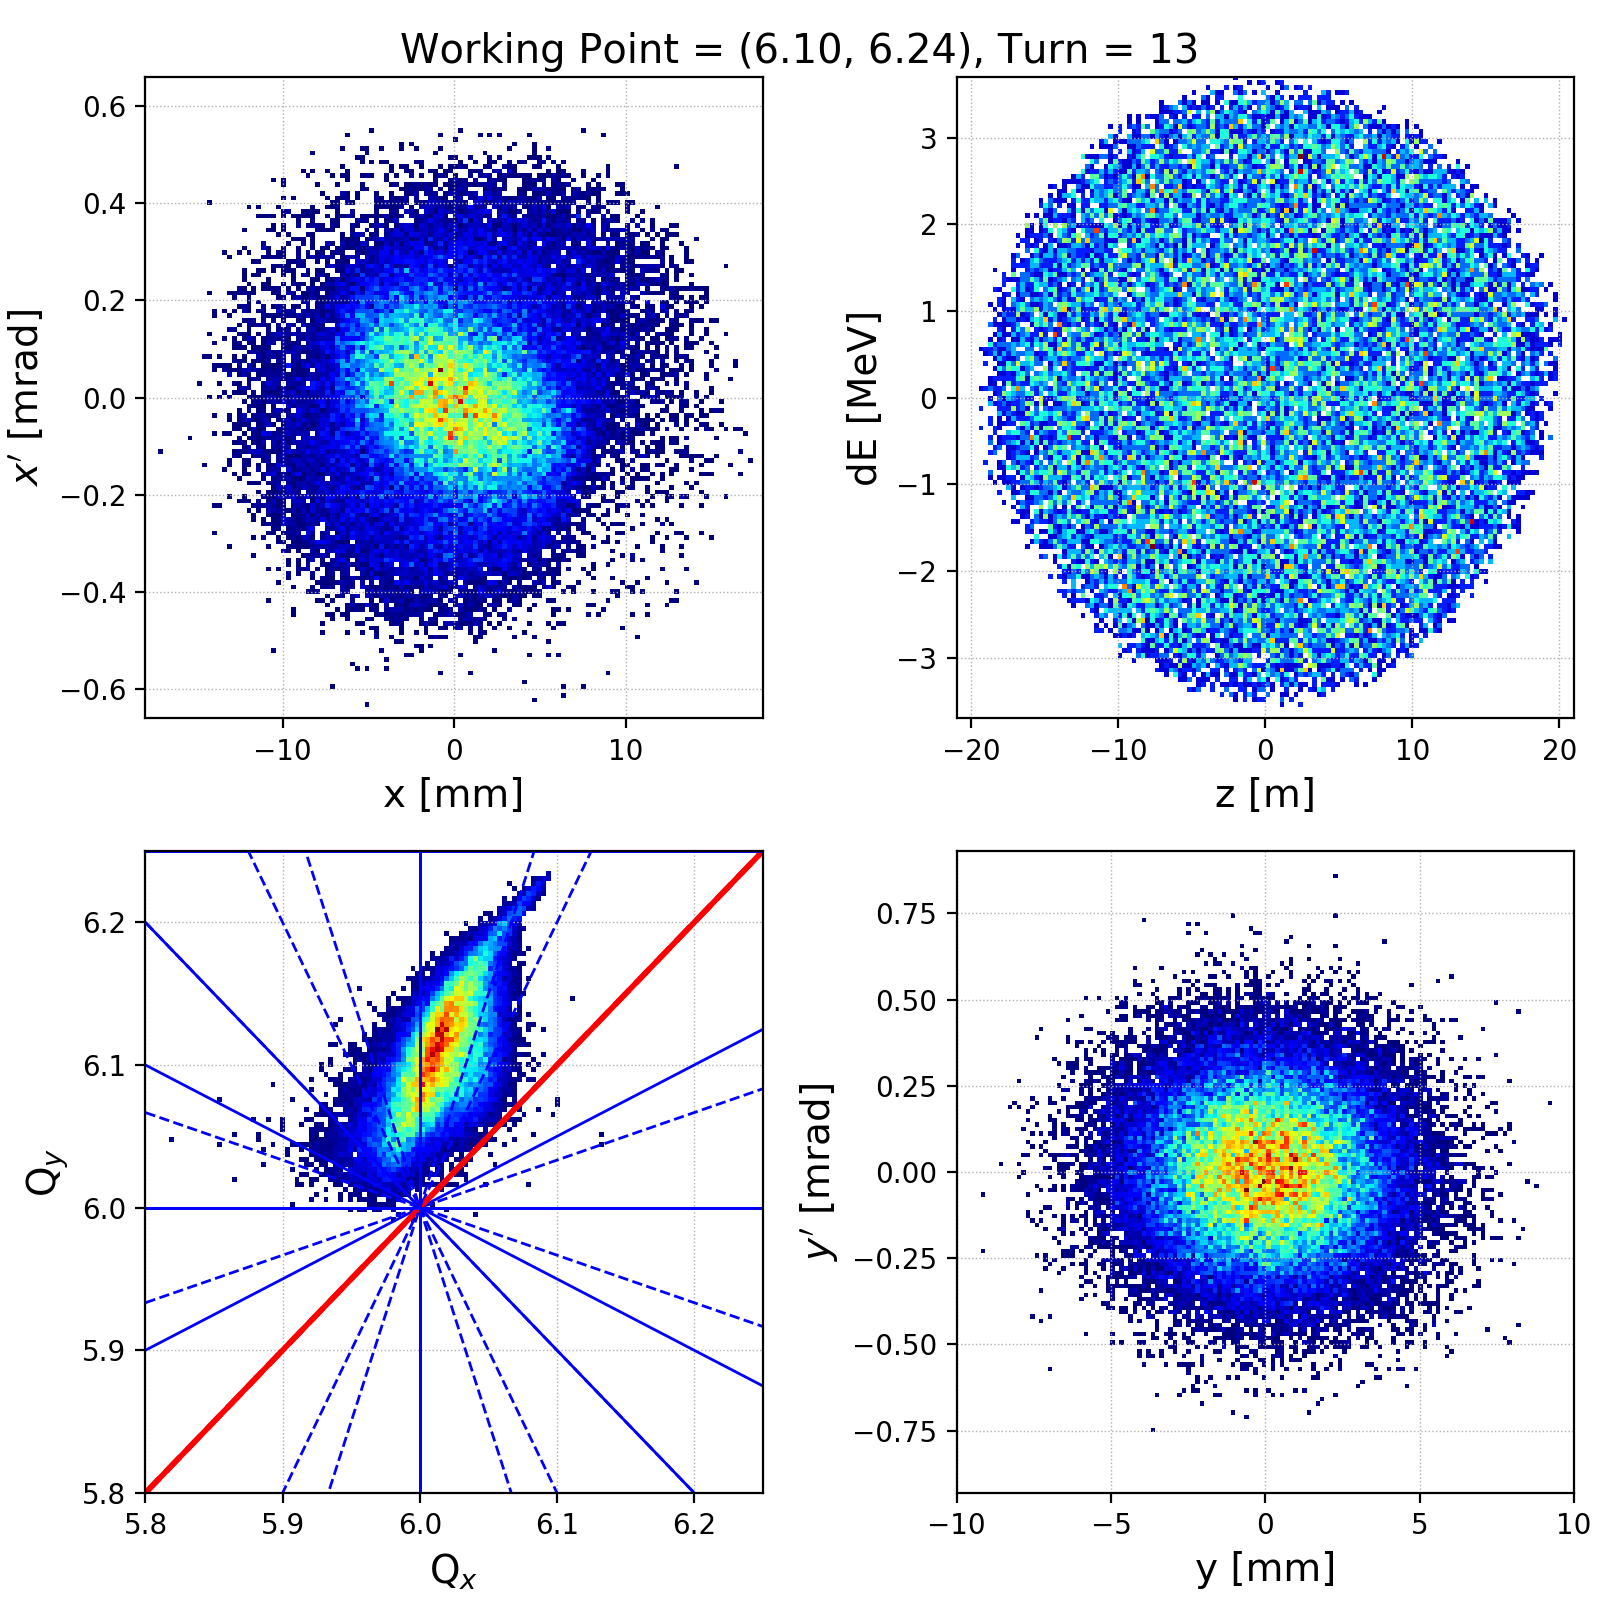 Working Point = (6.10, 6.24), Turn = 13
0.6
0.4
0.2
0.0
−0.2
−0.4
−0.6
x′ [mrad]
−10 0 10
x [mm]
3
2
1
0
−1
−2
−3
dE [MeV]
−20 −10 0 10 20
z [m]
6.2
6.1
6.0
5.9
5.8
Qy
5.8 5.9 6.0 6.1 6.2
Qx
0.75
0.50
0.25
0.00
−0.25
−0.50
−0.75
y′ [mrad]
−10 −5 0 5 10
y [mm]